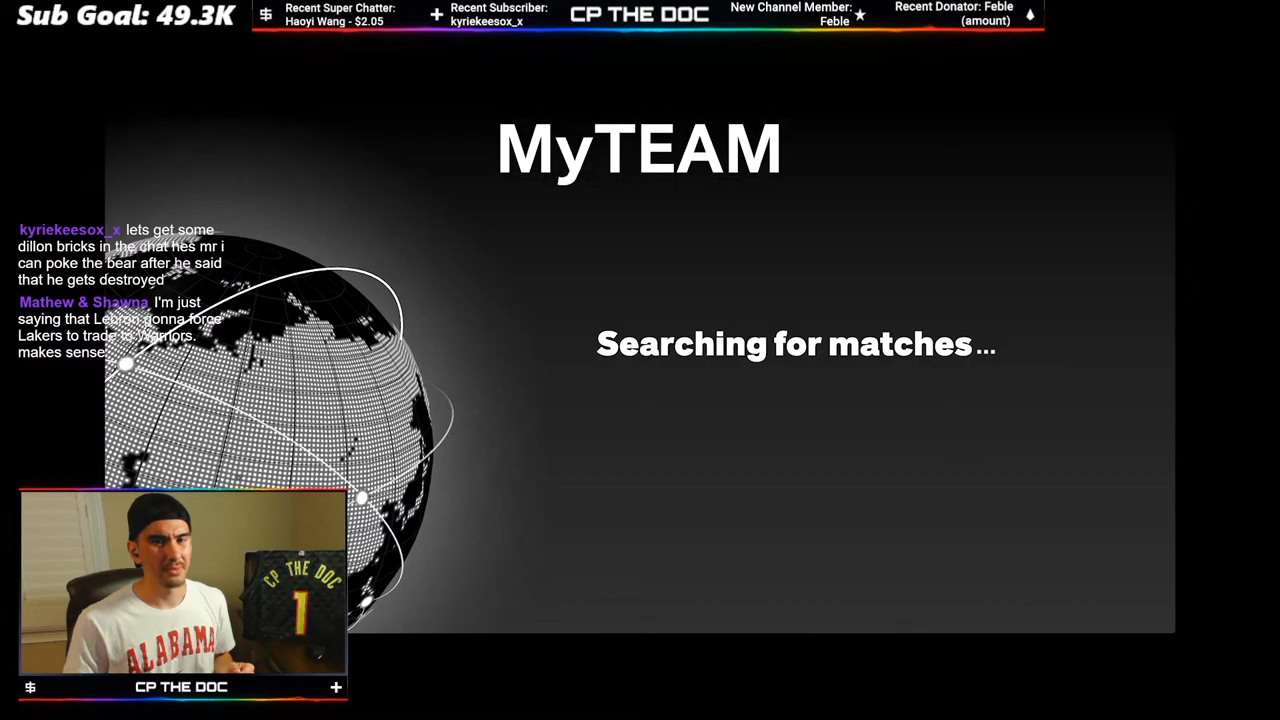 Sub Goal: 49.3K
Recent Super Chatter:
Haoyi Wang - $2.05
Recent Subscriber:
kyriekeesox_x
CP THE DOC
New Channel Member:
Feble
Recent Donator: Feble
(amount)
MyTEAM
kyriekeesox_x lets get some
dillon bricks in the chat hes mr i
can poke the bear after he said
that he gets destroyed
Mathew & Shawna I'm just
saying that Lebron gonna force
Lakers to trade to Warriors.
makes sense
Searching for matches...
CP THE DOC
1
ALABAMA
CP THE DOC